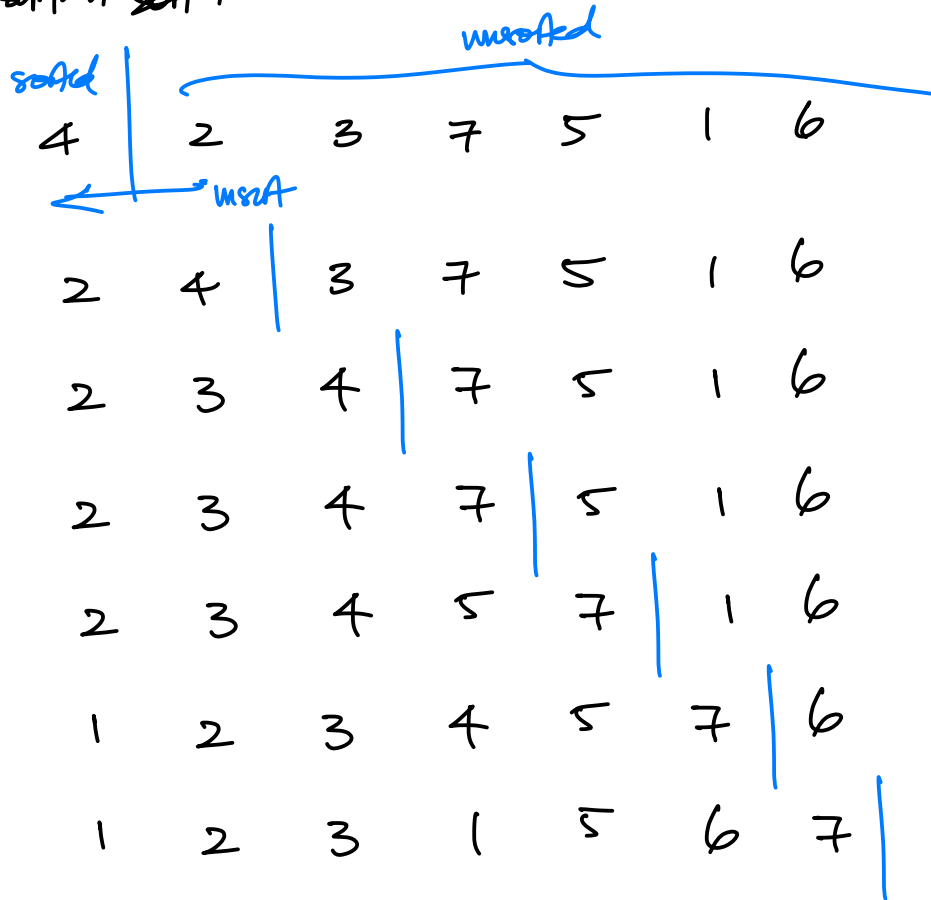 unsorted
sorted
4 2 3 7 5 1 6
insert
2 4 3 7 5 1 6
2 3 4 7 5 1 6
2 3 4 7 5 1 6
2 3 4 5 7 1 6
1 2 3 4 5 7 6
1 2 3 1 5 6 7